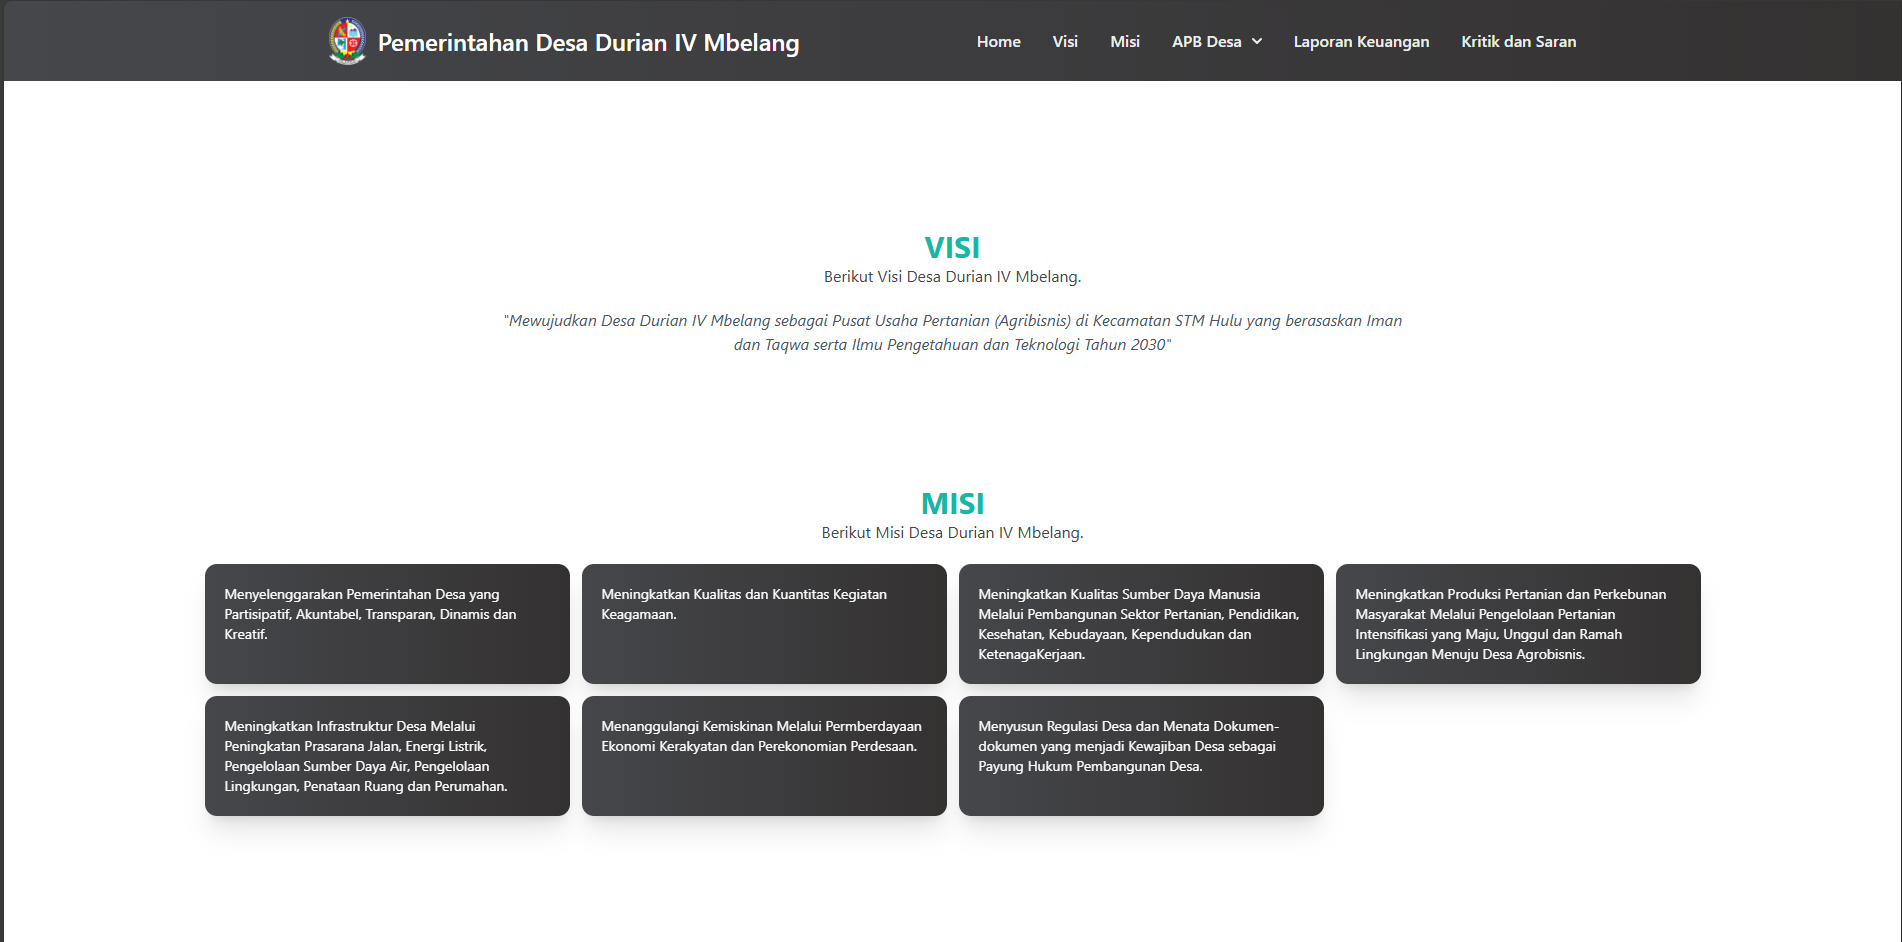 Pemerintahan Desa Durian IV Mbelang
Home
Visi
Misi
APB Desa
Laporan Keuangan
Kritik dan Saran
VISI
Berikut Visi Desa Durian IV Mbelang.
"Mewujudkan Desa Durian IV Mbelang sebagai Pusat Usaha Pertanian (Agribisnis) di Kecamatan STM Hulu yang berasaskan Iman
dan Taqwa serta Ilmu Pengetahuan dan Teknologi Tahun 2030"
MISI
Berikut Misi Desa Durian IV Mbelang.
Menyelenggarakan Pemerintahan Desa yang
Partisipatif, Akuntabel, Transparan, Dinamis dan
Kreatif.
Meningkatkan Kualitas dan Kuantitas Kegiatan
Keagamaan.
Meningkatkan Kualitas Sumber Daya Manusia
Melalui Pembangunan Sektor Pertanian, Pendidikan,
Kesehatan, Kebudayaan, Kependudukan dan
KetenagaKerjaan.
Meningkatkan Produksi Pertanian dan Perkebunan
Masyarakat Melalui Pengelolaan Pertanian
Intensifikasi yang Maju, Unggul dan Ramah
Lingkungan Menuju Desa Agrobisnis.
Meningkatkan Infrastruktur Desa Melalui
Peningkatan Prasarana Jalan, Energi Listrik,
Pengelolaan Sumber Daya Air, Pengelolaan
Lingkungan, Penataan Ruang dan Perumahan.
Menanggulangi Kemiskinan Melalui Permberdayaan
Ekonomi Kerakyatan dan Perekonomian Perdesaan.
Menyusun Regulasi Desa dan Menata Dokumen-
dokumen yang menjadi Kewajiban Desa sebagai
Payung Hukum Pembangunan Desa.